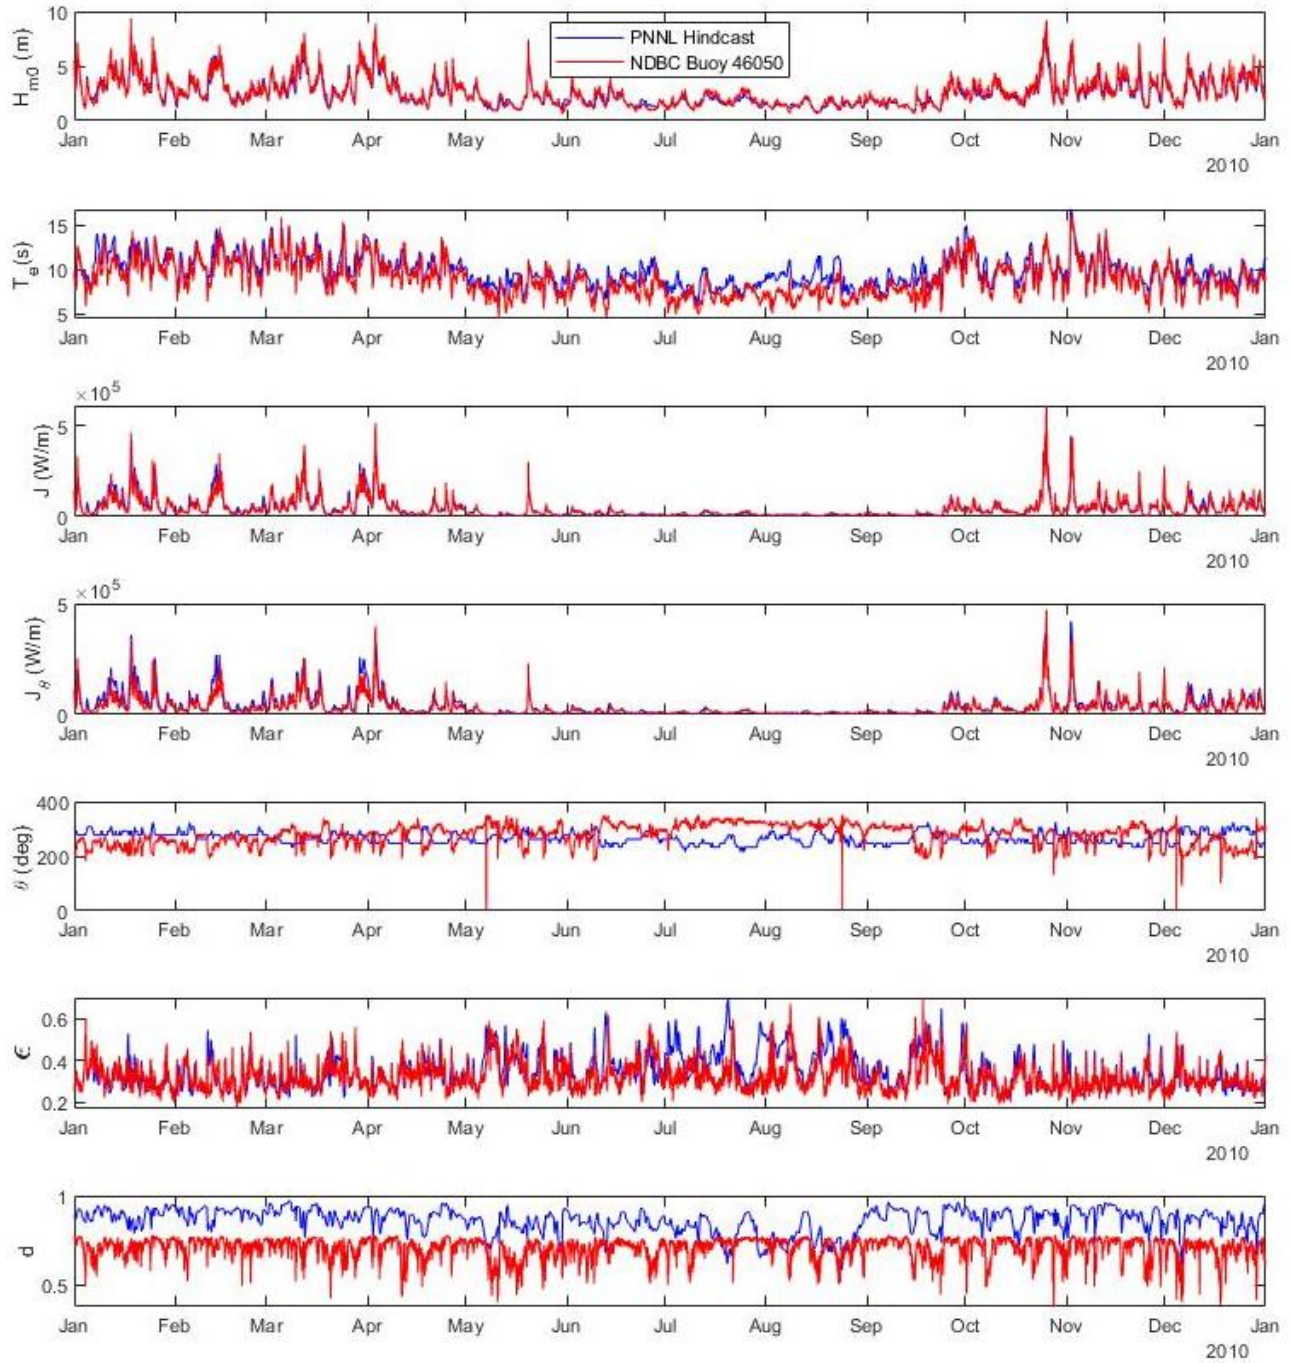 PNNL Hindcast
NDBC Buoy 46050
H_m0 (m)
10
5
0
Jan Feb Mar Apr May Jun Jul Aug Sep Oct Nov Dec Jan
2010
T_e(s)
15
10
5
Jan Feb Mar Apr May Jun Jul Aug Sep Oct Nov Dec Jan
2010
×10^5
J (W/m)
5
0
Jan Feb Mar Apr May Jun Jul Aug Sep Oct Nov Dec Jan
2010
×10^5
J_θ (W/m)
5
0
Jan Feb Mar Apr May Jun Jul Aug Sep Oct Nov Dec Jan
2010
θ (deg)
400
200
0
Jan Feb Mar Apr May Jun Jul Aug Sep Oct Nov Dec Jan
2010
ϵ
0.6
0.4
0.2
Jan Feb Mar Apr May Jun Jul Aug Sep Oct Nov Dec Jan
2010
d
1
0.5
Jan Feb Mar Apr May Jun Jul Aug Sep Oct Nov Dec Jan
2010